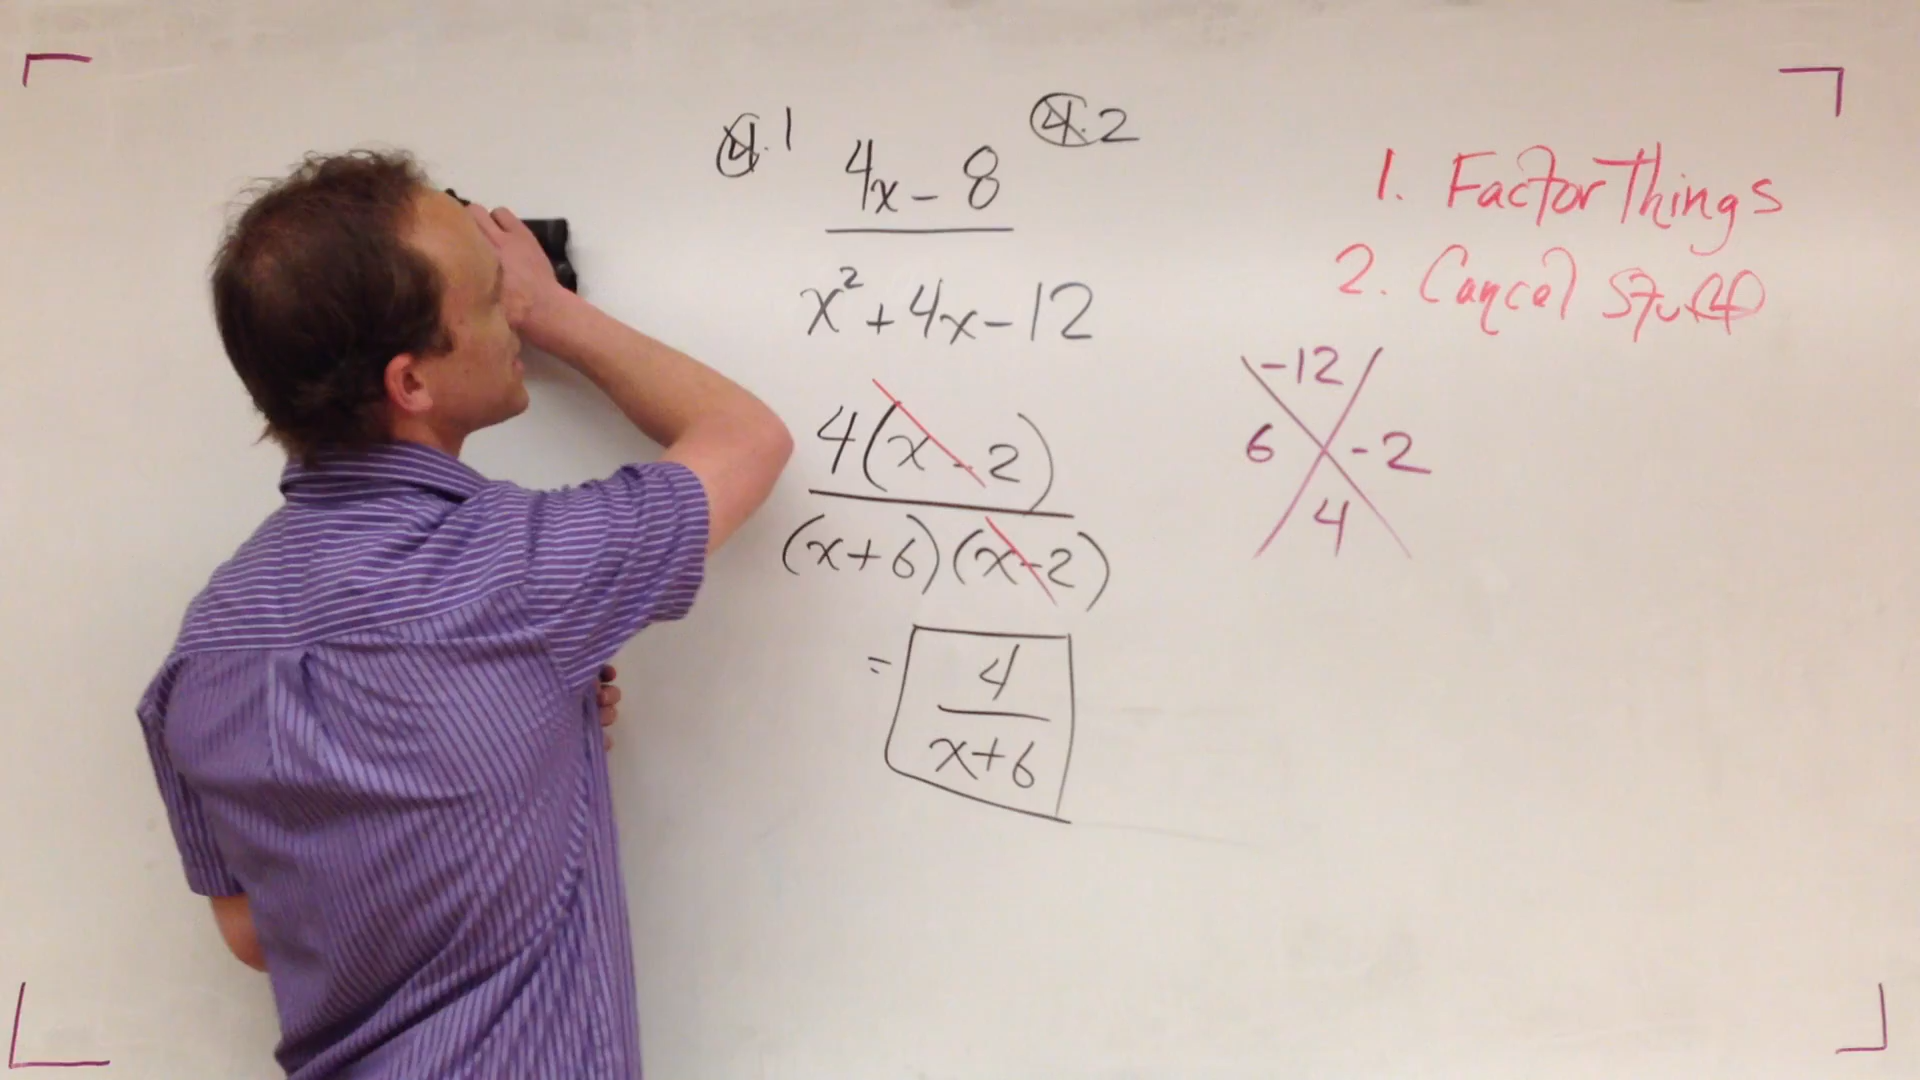 4.1
4.2
4x - 8
x² + 4x - 12
4(x - 2)
(x+6)(x-2)
= 4
x+6
1. Factor Things
2. Cancel Stuff
-12
6 -2
4